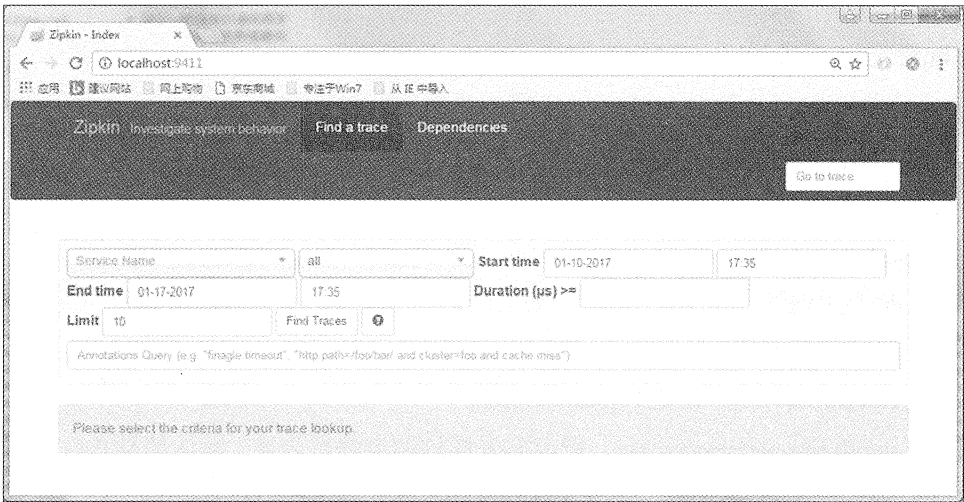 Zipkin - Index
localhost:9411
应用 建议网站 网上购物 京东商城 专注于Win7 从 IE 中导入
Zipkin Investigate system behavior Find a trace Dependencies
Go to trace
Service Name all Start time 01-10-2017 17:35
End time 01-17-2017 17:35 Duration (μs) >=
Limit 10 Find Traces
Annotations Query (e.g. "finagle.timeout", "http.path=/foo/bar/ and cluster=foo and cache.miss")
Please select the criteria for your trace lookup.